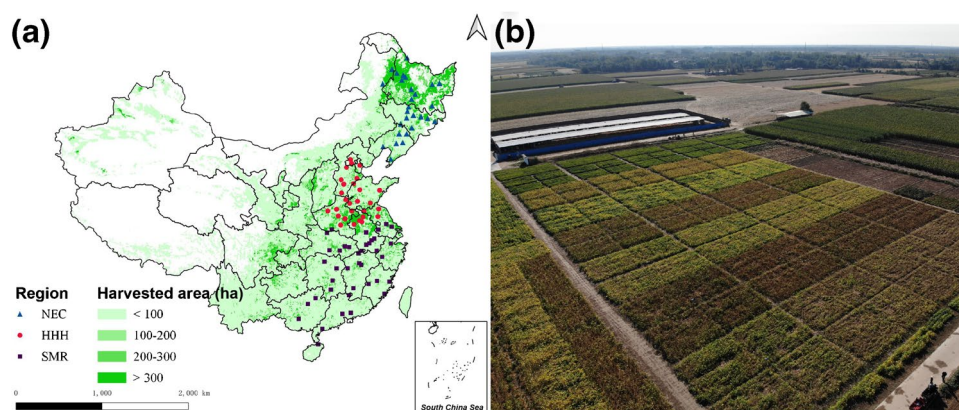 (a)
(b)
Region
NEC
HHH
SMR
Harvested area (ha)
< 100
100-200
200-300
> 300
0 1,000 2,000 km
South China Sea